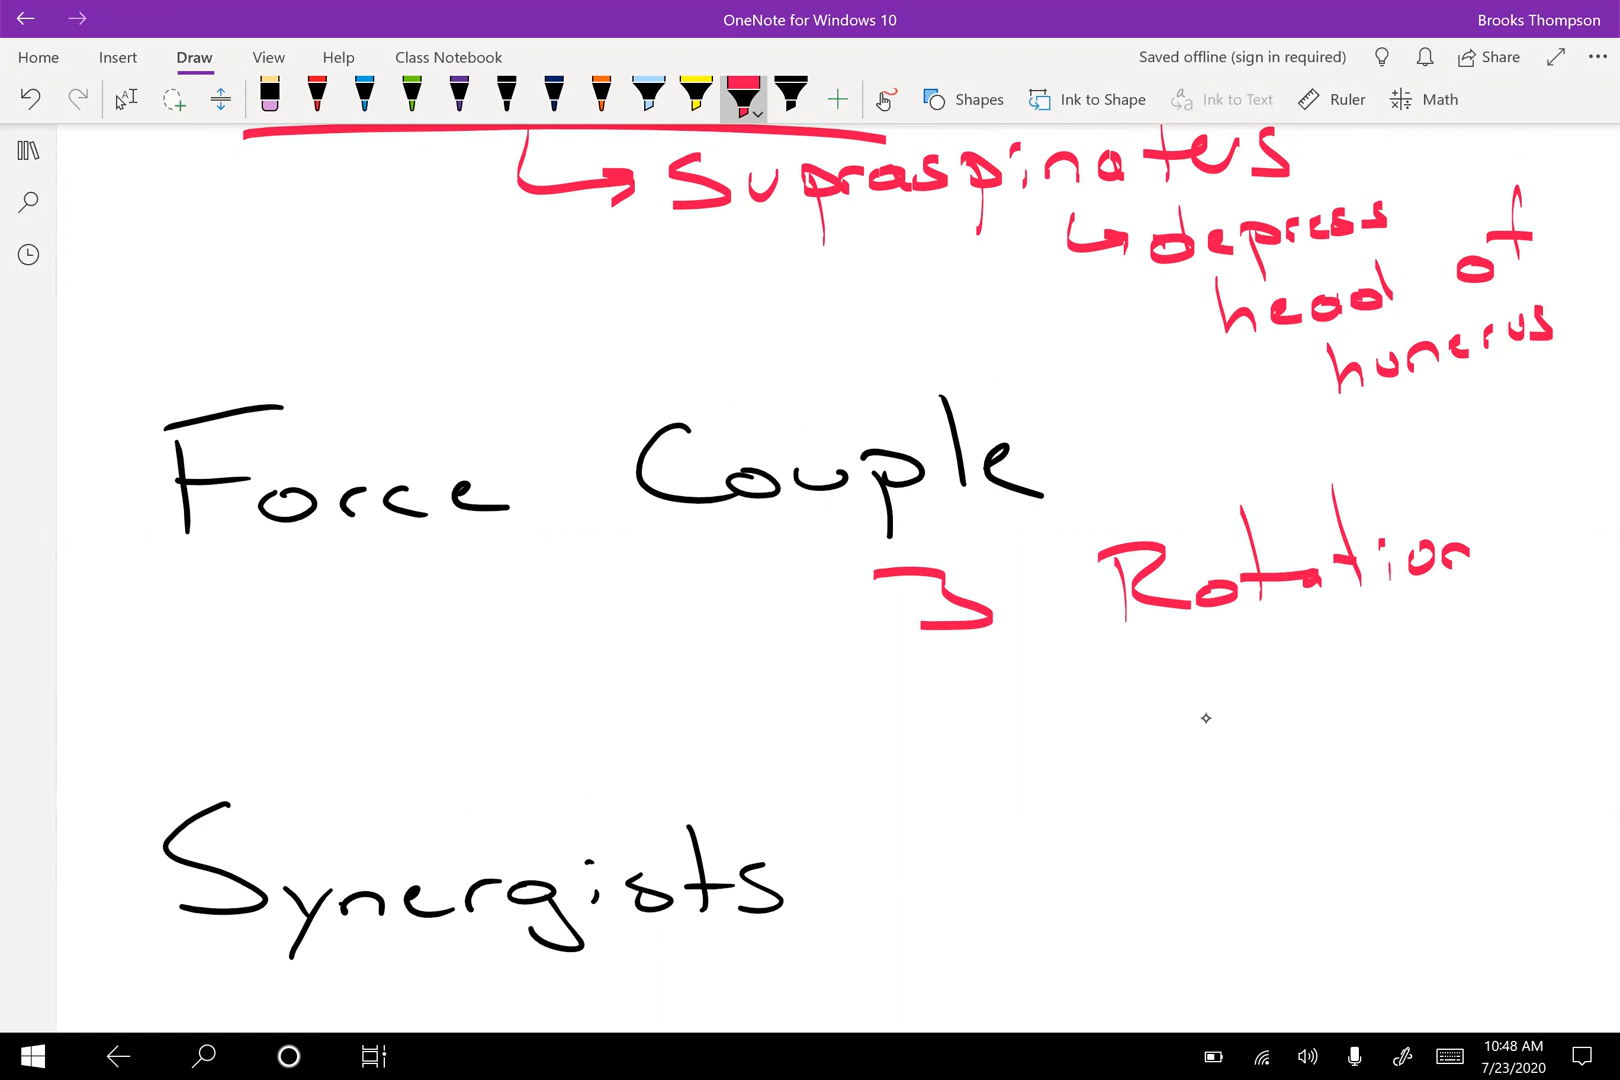 OneNote for Windows 10
Brooks Thompson
Home Insert Draw View Help Class Notebook
Saved offline (sign in required) Share
Shapes Ink to Shape Ink to Text Ruler Math
Supraspinates
depress
head of
humerus
Force Couple
3 Rotation
Synergists
10:48 AM
7/23/2020